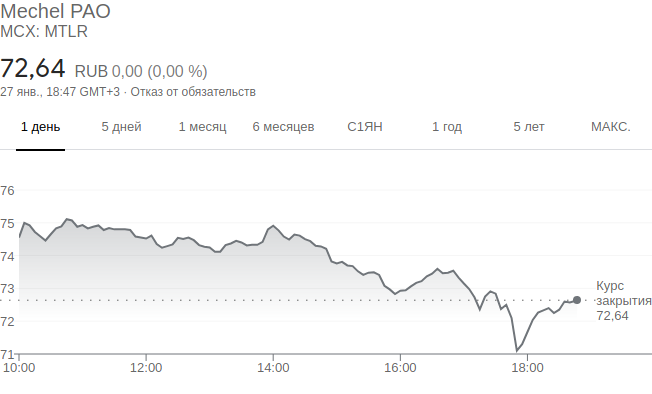 Mechel PAO
MCX: MTLR
72,64 RUB 0,00 (0,00 %)
27 янв., 18:47 GMT+3 · Отказ от обязательств
1 день 5 дней 1 месяц 6 месяцев С1ЯН 1 год 5 лет МАКС.
76
75
74
73
72
71
Курс
закрытия
72,64
10:00 12:00 14:00 16:00 18:00